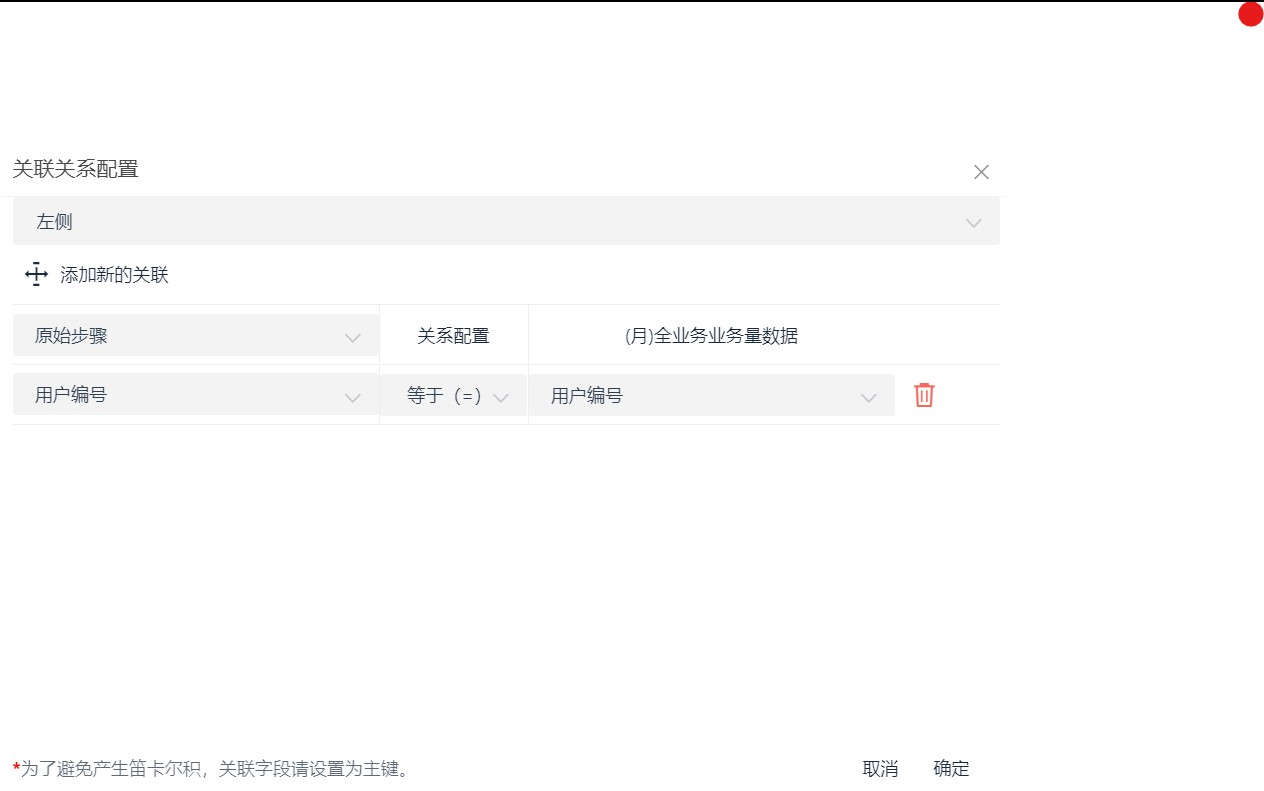 关联关系配置
左侧
添加新的关联
原始步骤 关系配置 (月)全业务业务量数据
用户编号 等于（=） 用户编号
*为了避免产生笛卡尔积，关联字段请设置为主键。 取消 确定